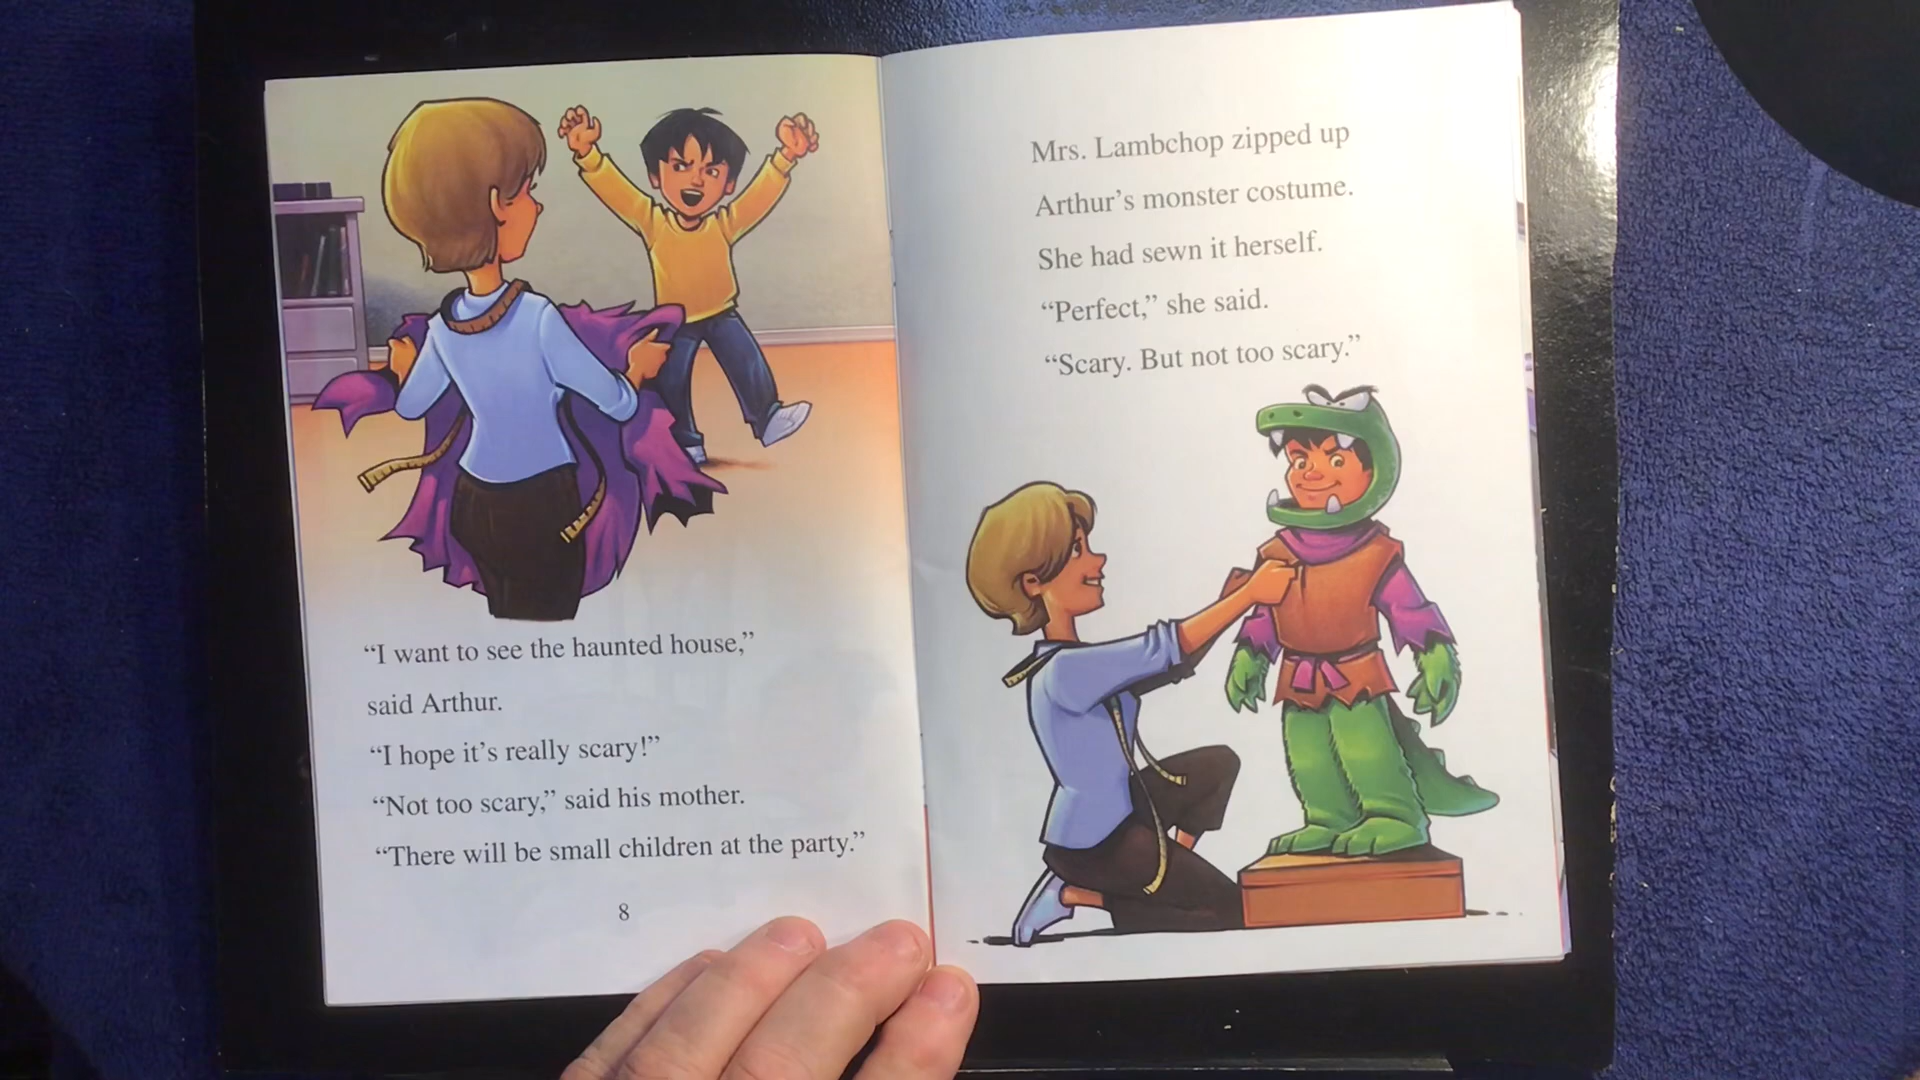 “I want to see the haunted house,”
said Arthur.
“I hope it’s really scary!”
“Not too scary,” said his mother.
“There will be small children at the party.”
8
Mrs. Lambchop zipped up
Arthur’s monster costume.
She had sewn it herself.
“Perfect,” she said.
“Scary. But not too scary.”